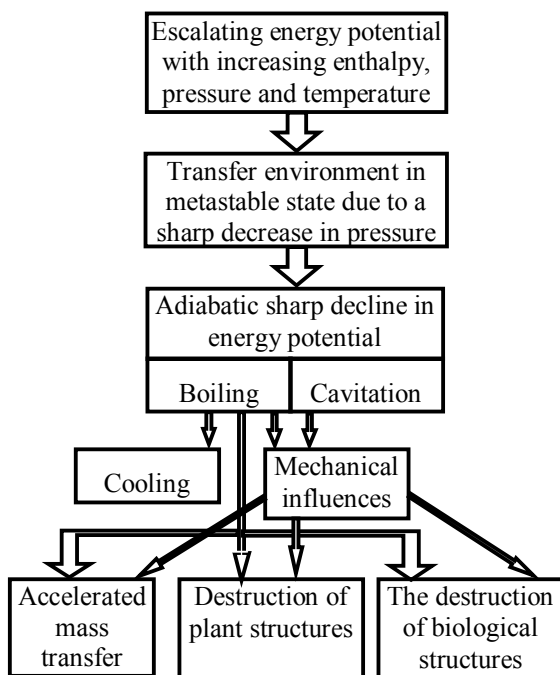 Escalating energy potential
with increasing enthalpy,
pressure and temperature
Transfer environment in
metastable state due to a
sharp decrease in pressure
Adiabatic sharp decline in
energy potential
Boiling
Cavitation
Cooling
Mechanical
influences
Accelerated
mass
transfer
Destruction of
plant structures
The destruction
of biological
structures